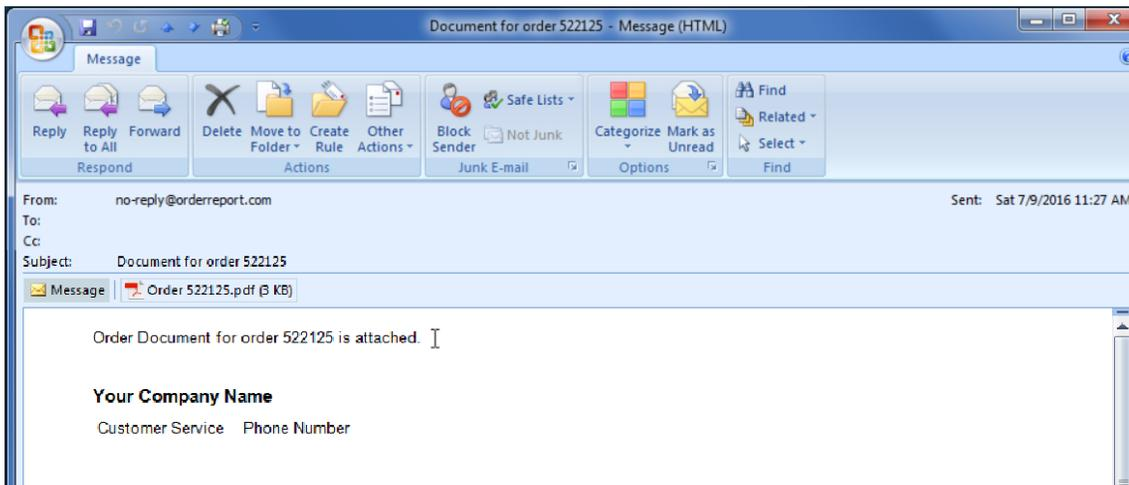 Document for order 522125 - Message (HTML)
Message
Reply
Reply to All
Forward
Respond
Delete
Move to Folder
Create Rule
Other Actions
Actions
Block Sender
Safe Lists
Not Junk
Junk E-mail
Categorize
Mark as Unread
Options
Find
Related
Select
Find
From: no-reply@orderreport.com
Sent: Sat 7/9/2016 11:27 AM
To:
Cc:
Subject: Document for order 522125
Message
Order 522125.pdf (3 KB)
Order Document for order 522125 is attached.
Your Company Name
Customer Service Phone Number